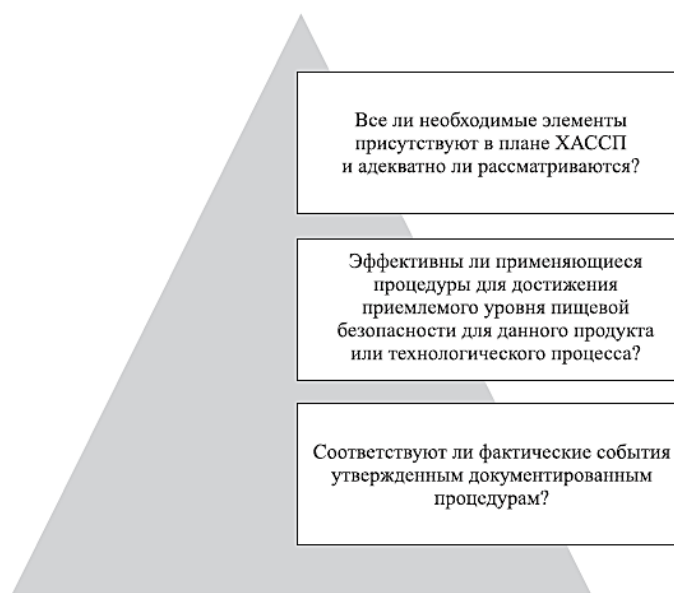 Все ли необходимые элементы
присутствуют в плане ХАССП
и адекватно ли рассматриваются?
Эффективны ли применяющиеся
процедуры для достижения
приемлемого уровня пищевой
безопасности для данного продукта
или технологического процесса?
Соответствуют ли фактические события
утвержденным документированным
процедурам?